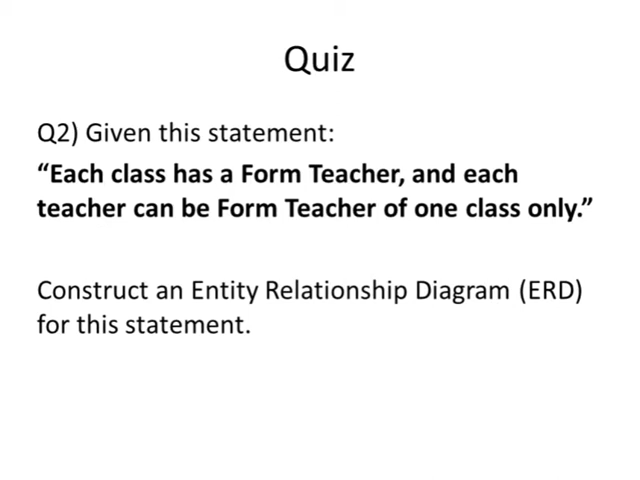 Quiz
Q2) Given this statement:
“Each class has a Form Teacher, and each
teacher can be Form Teacher of one class only.”
Construct an Entity Relationship Diagram (ERD)
for this statement.